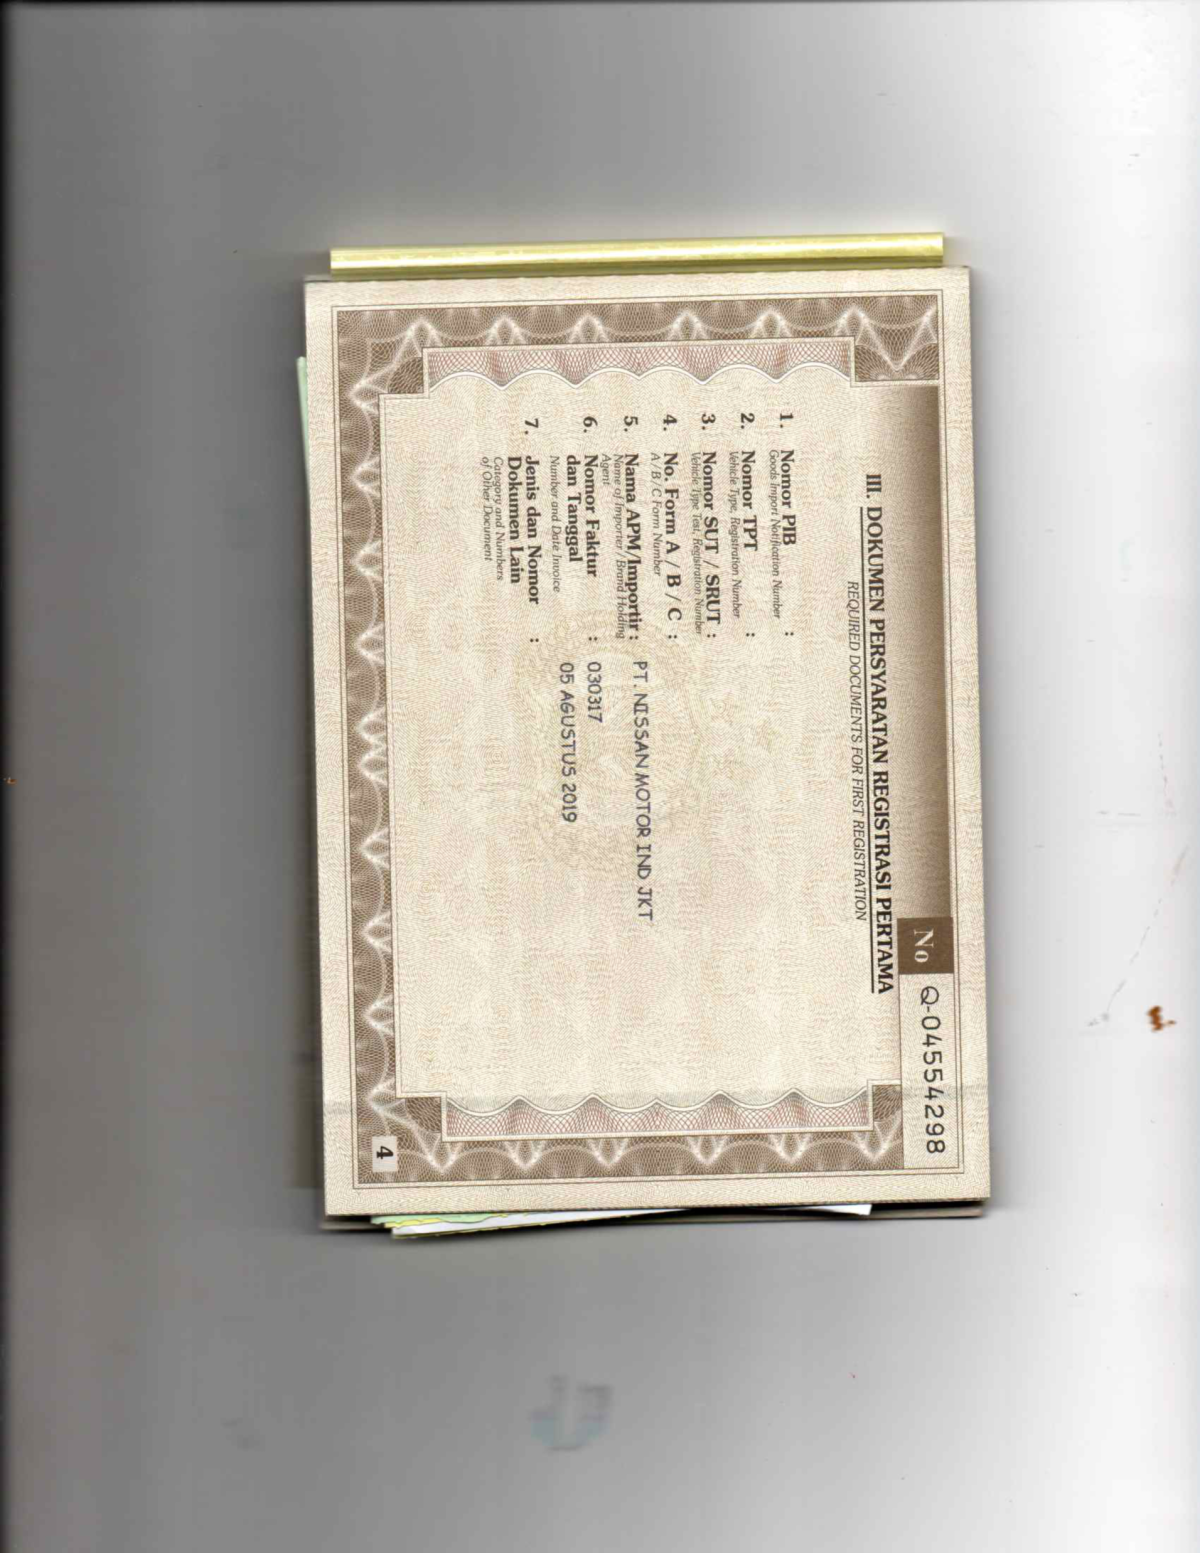 No Q-04554298
III. DOKUMEN PERSYARATAN REGISTRASI PERTAMA
REQUIRED DOCUMENTS FOR FIRST REGISTRATION
1. Nomor PIB :
Goods Import Notification Number
2. Nomor TPT :
Vehicle Type, Registration Number
3. Nomor SUT / SRUT :
Vehicle Type Test, Registration Number
4. No. Form A / B / C :
A / B / C Form Number
5. Nama APM/Importir : PT. NISSAN MOTOR IND JKT
Name of Importer / Brand Holding
Agent
6. Nomor Faktur : 030317
dan Tanggal 05 AGUSTUS 2019
Number and Date Invoice
7. Jenis dan Nomor :
Dokumen Lain
Category and Numbers
of Other Document
4